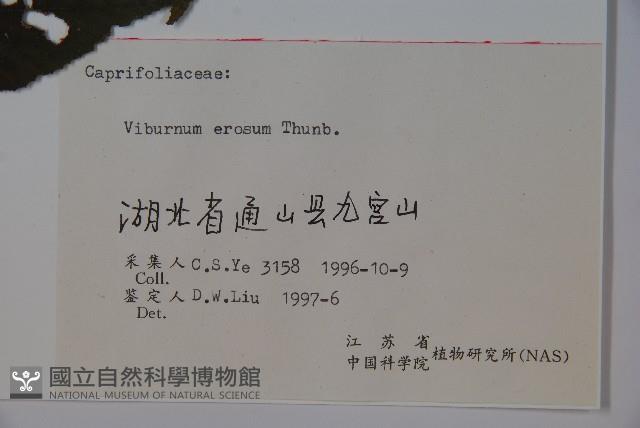 Caprifoliaceae:
Viburnum erosum Thunb.
湖北省通山县九宫山
采集人 C.S.Ye 3158 1996-10-9
Coll.
鉴定人 D.W.Liu 1997-6
Det.
江苏省
中国科学院 植物研究所(NAS)
國立自然科學博物館
NATIONAL MUSEUM OF NATURAL SCIENCE